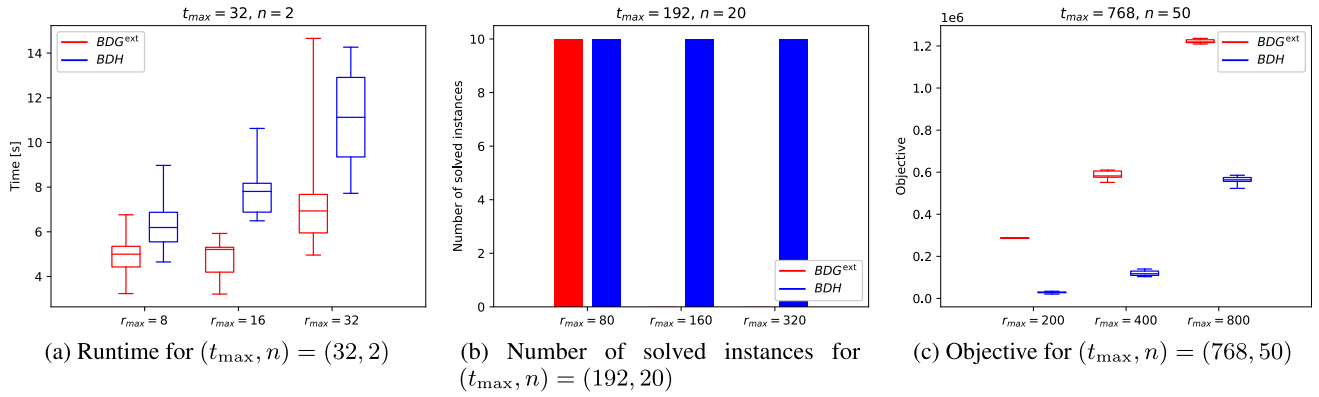 t_max = 32, n = 2
BDG^ext
BDH
Time [s]
14
12
10
8
6
4
r_max = 8
r_max = 16
r_max = 32
(a) Runtime for (t_max, n) = (32, 2)
t_max = 192, n = 20
Number of solved instances
10
8
6
4
2
0
BDG^ext
BDH
r_max = 80
r_max = 160
r_max = 320
(b) Number of solved instances for
(t_max, n) = (192, 20)
t_max = 768, n = 50
1e6
BDG^ext
BDH
Objective
1.2
1.0
0.8
0.6
0.4
0.2
0.0
r_max = 200
r_max = 400
r_max = 800
(c) Objective for (t_max, n) = (768, 50)